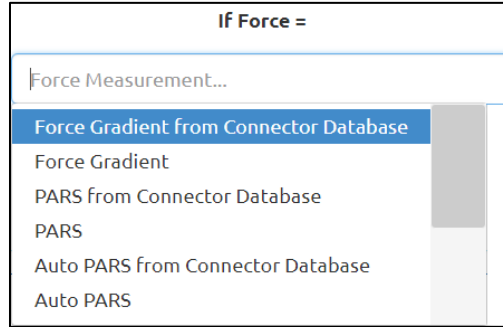 If Force =
Force Measurement...
Force Gradient from Connector Database
Force Gradient
PARS from Connector Database
PARS
Auto PARS from Connector Database
Auto PARS